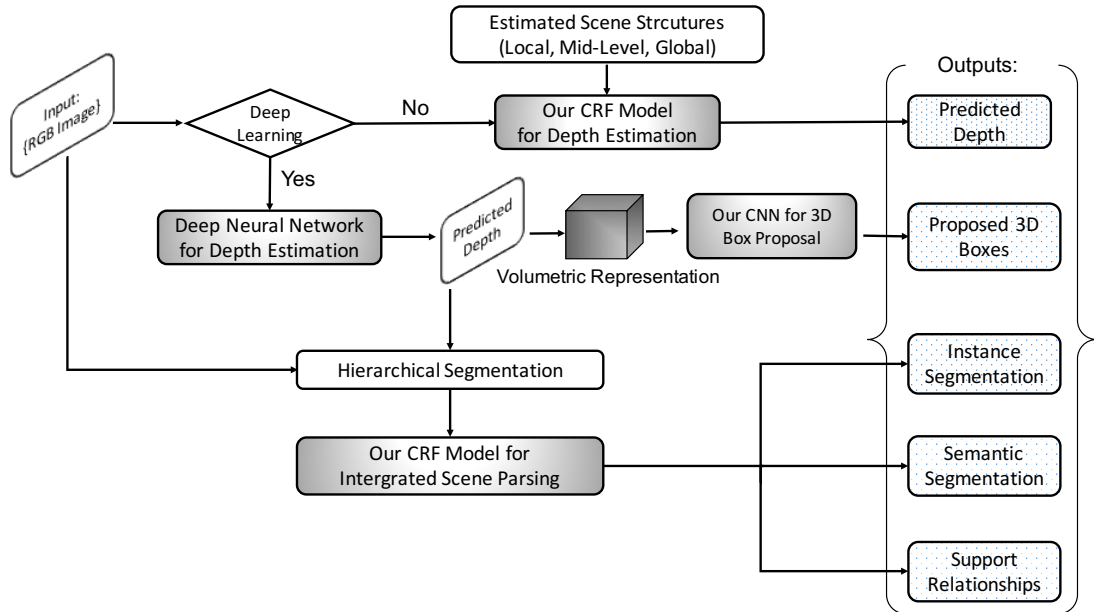 Estimated Scene Strcutures
(Local, Mid-Level, Global)
Outputs:
Input:
{RGB Image}
Deep
Learning
No
Our CRF Model
for Depth Estimation
Predicted
Depth
Yes
Deep Neural Network
for Depth Estimation
Predicted
Depth
Volumetric Representation
Our CNN for 3D
Box Proposal
Proposed 3D
Boxes
Hierarchical Segmentation
Instance
Segmentation
Our CRF Model for
Intergrated Scene Parsing
Semantic
Segmentation
Support
Relationships